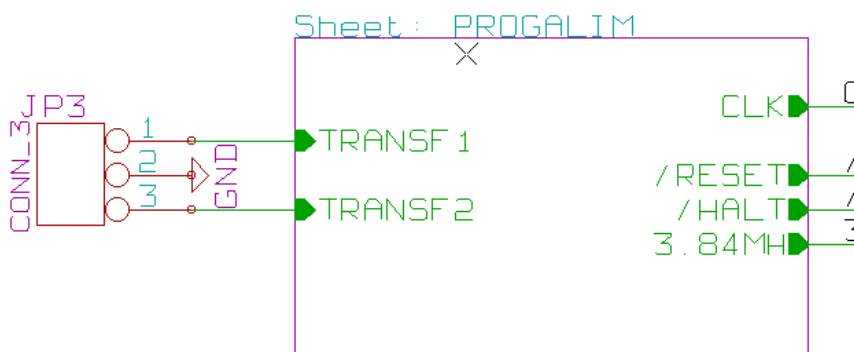 Sheet: PROGALIM
JP3
CONN_3
1
2
3
GND
TRANSF1
TRANSF2
CLK
/RESET
/HALT
3.84MH